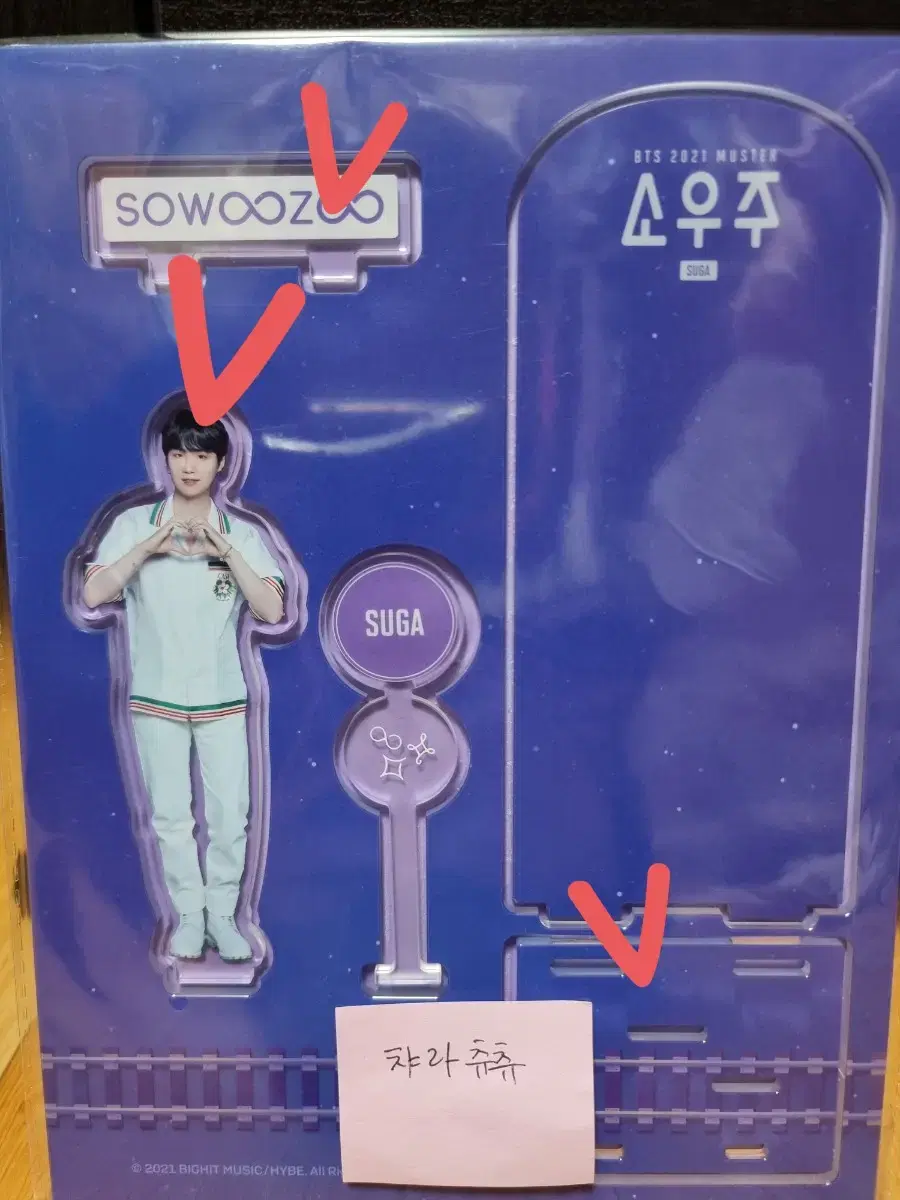 SOWOOZOO
BTS 2021 MUSTER
소우주
SUGA
SUGA
챠라츄츄
© 2021 BIGHIT MUSIC/HYBE. All